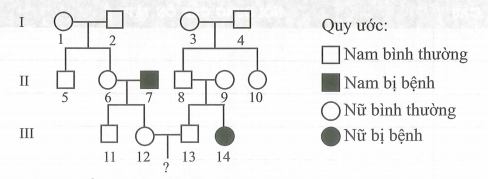 I
1
2
3
4
Quy ước:
Nam bình thường
II
5
6
7
8
9
10
Nam bị bệnh
Nữ bình thường
III
11
12
13
14
Nữ bị bệnh
?